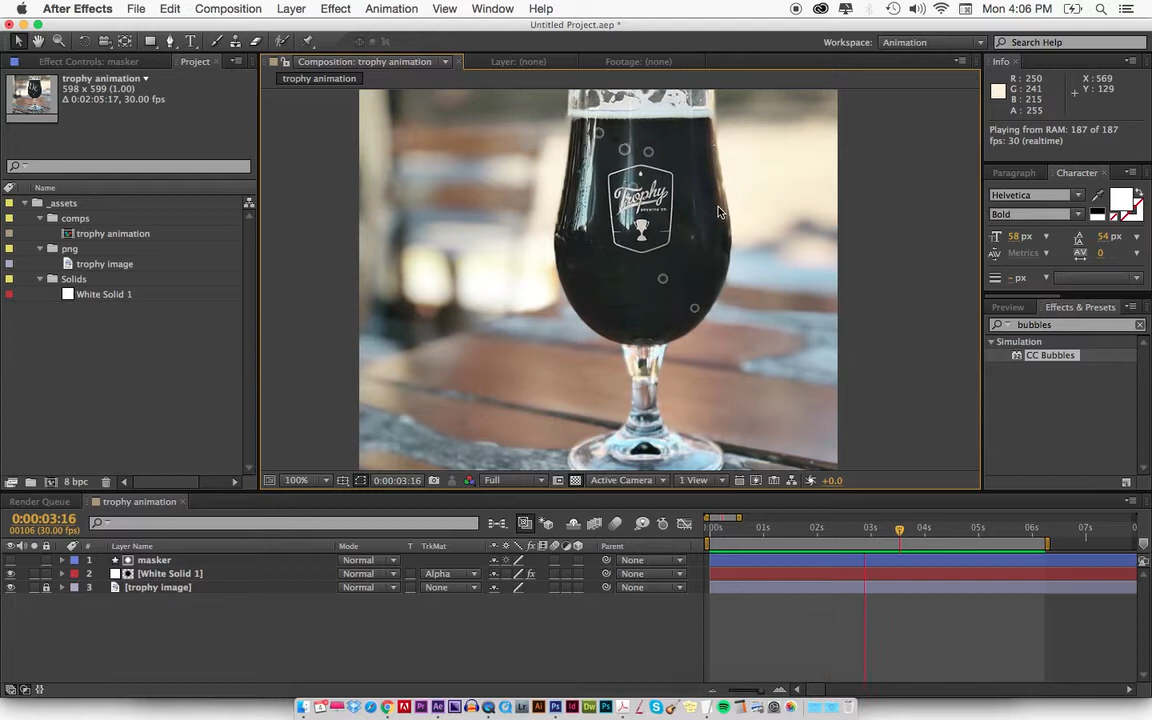 After Effects File Edit Composition Layer Effect Animation View Window Help Mon 4:06 PM
Untitled Project.aep *
Workspace: Animation Search Help
Effect Controls: masker Project Composition: trophy animation Layer: (none) Footage: (none) Info
trophy animation
598 x 599 (1.00)
Δ 0:02:05:17, 30.00 fps
trophy animation
R: 250 X: 569
G: 241 Y: 129
B: 215
A: 255
Playing from RAM: 187 of 187
fps: 30 (realtime)
Paragraph Character
Helvetica
Bold
58 px 54 px
Metrics 0
- px
Preview Effects & Presets
bubbles
Simulation
CC Bubbles
Name
_assets
comps
trophy animation
png
trophy image
Solids
White Solid 1
Trophy
BREWING CO.
8 bpc 100% 0:00:03:16 Full Active Camera 1 View +0.0
Render Queue trophy animation
0:00:03:16
00106 (30.00 fps)
:00s 01s 02s 03s 04s 05s 06s 07s 0
# Layer Name Mode T TrkMat Parent
1 masker Normal None
2 [White Solid 1] Normal Alpha None
3 [trophy image] Normal None None